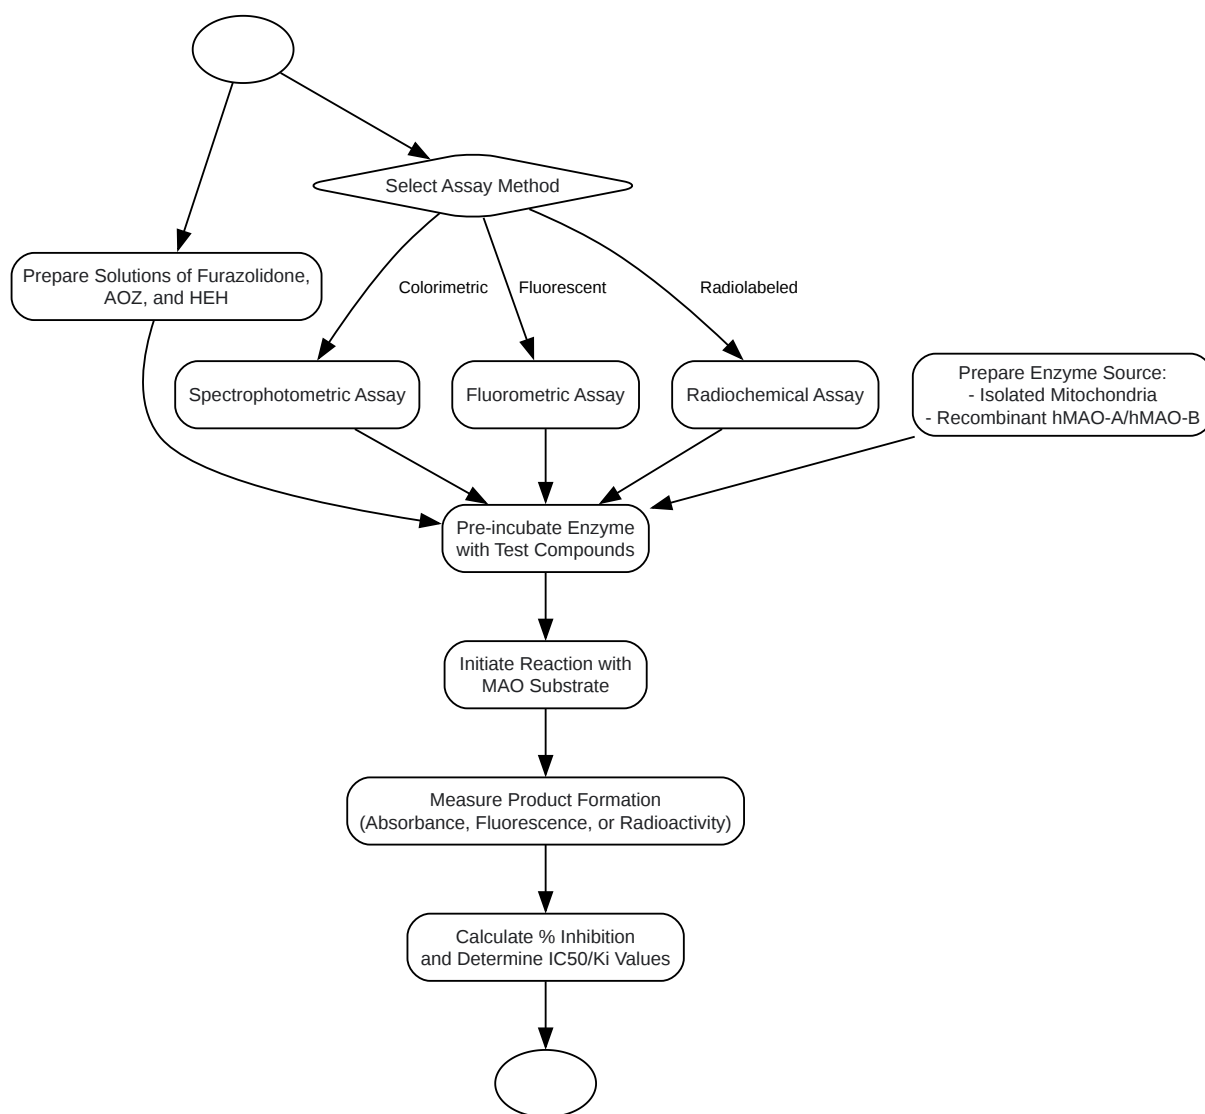 Select Assay Method
Prepare Solutions of Furazolidone,
AOZ, and HEH
Colorimetric
Fluorescent
Radiolabeled
Spectrophotometric Assay
Fluorometric Assay
Radiochemical Assay
Prepare Enzyme Source:
- Isolated Mitochondria
- Recombinant hMAO-A/hMAO-B
Pre-incubate Enzyme
with Test Compounds
Initiate Reaction with
MAO Substrate
Measure Product Formation
(Absorbance, Fluorescence, or Radioactivity)
Calculate % Inhibition
and Determine IC50/Ki Values